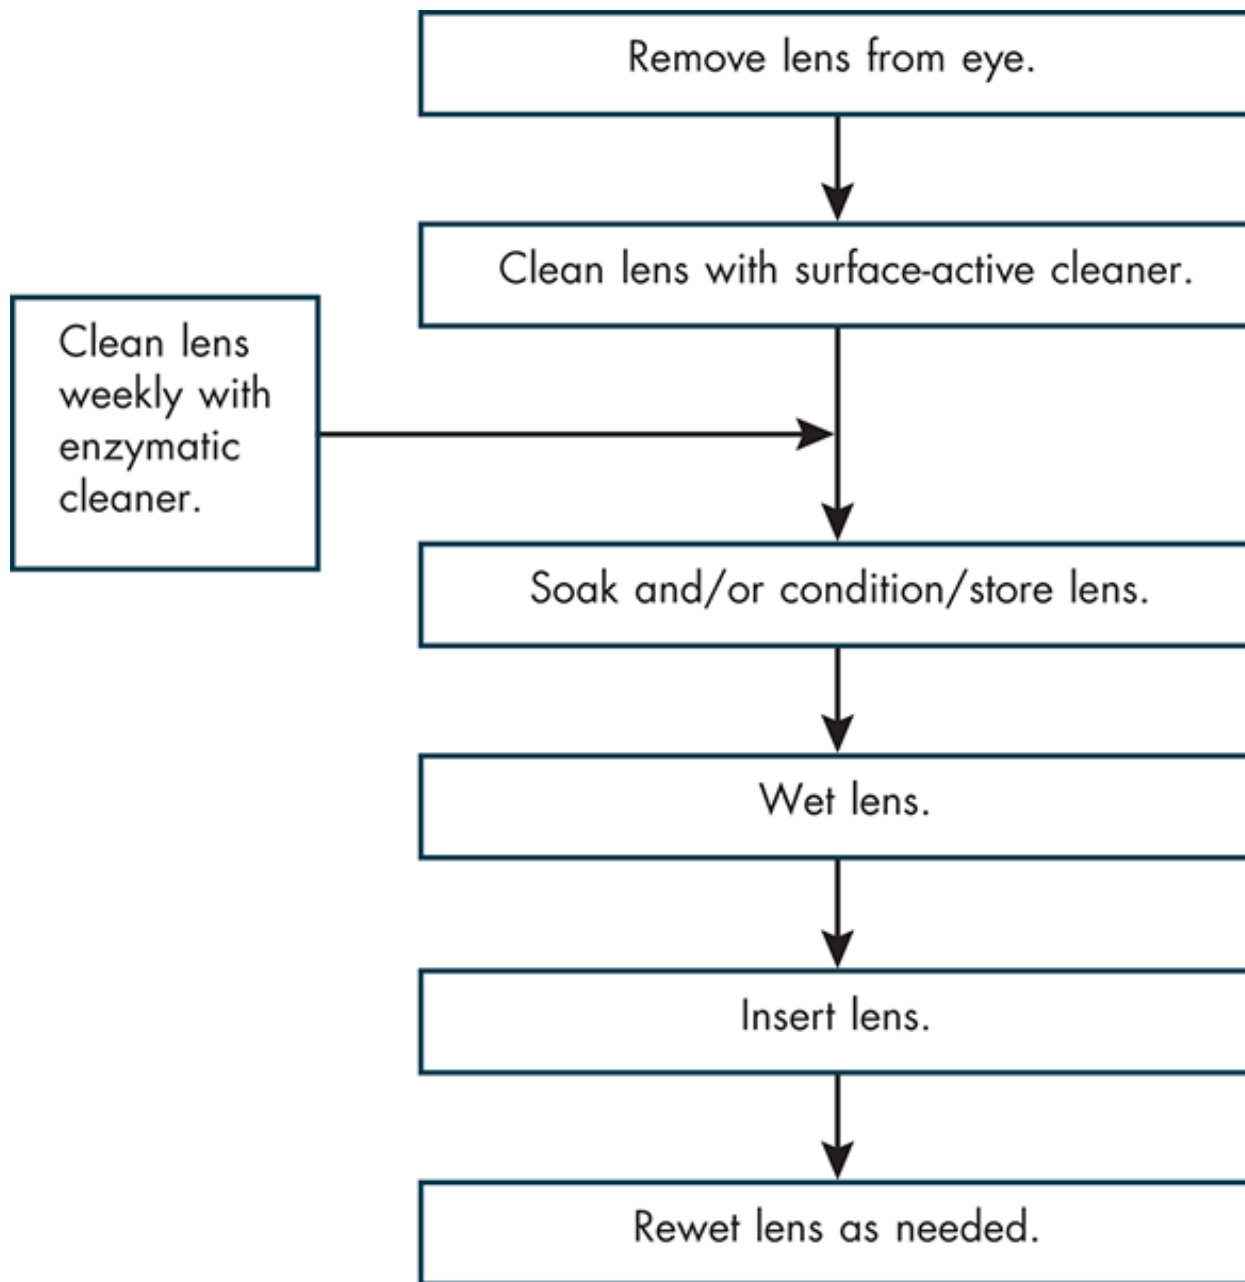 Remove lens from eye.
Clean lens with surface-active cleaner.
Clean lens
weekly with
enzymatic
cleaner.
Soak and/or condition/store lens.
Wet lens.
Insert lens.
Rewet lens as needed.